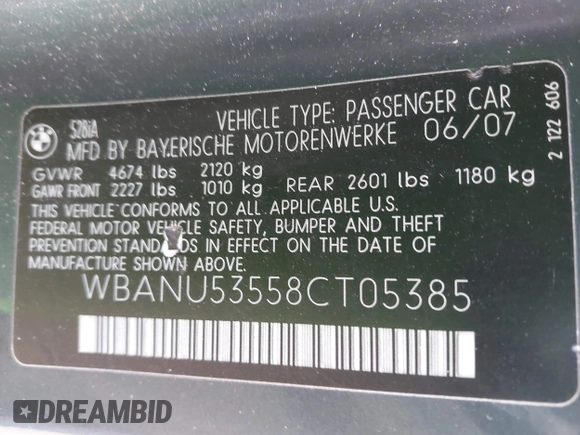 BMW
528iA
VEHICLE TYPE: PASSENGER CAR
MFD BY BAYERISCHE MOTORENWERKE 06/07
GVWR 4674 lbs 2120 kg
GAWR FRONT 2227 lbs 1010 kg REAR 2601 lbs 1180 kg
THIS VEHICLE CONFORMS TO ALL APPLICABLE U.S.
FEDERAL MOTOR VEHICLE SAFETY, BUMPER AND THEFT
PREVENTION STANDARDS IN EFFECT ON THE DATE OF
MANUFACTURE SHOWN ABOVE.
WBANU53558CT05385
2 122 606
DREAMBID